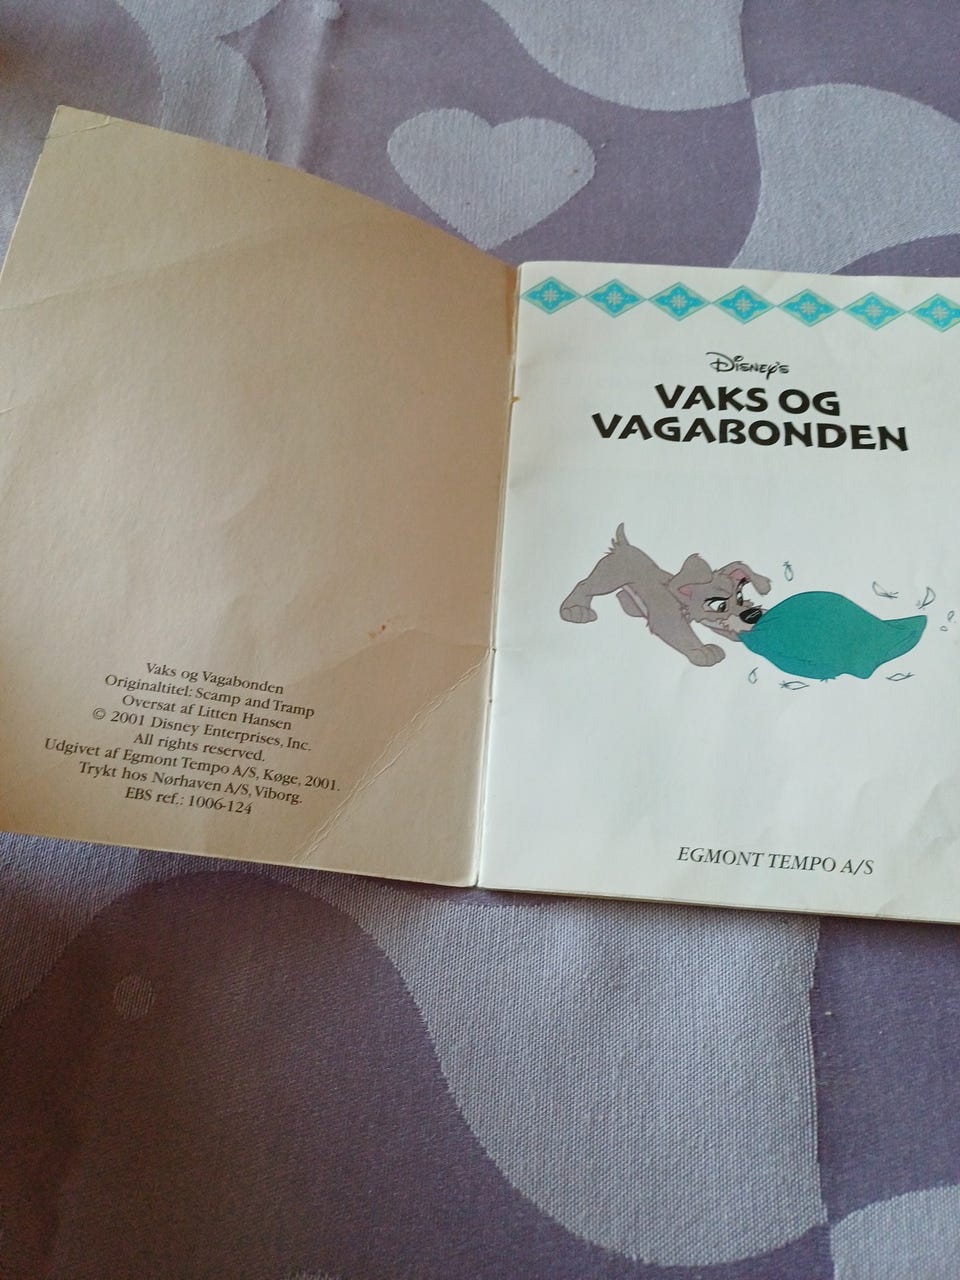 Vaks og Vagabonden
Originaltitel: Scamp and Tramp
Oversat af Litten Hansen
© 2001 Disney Enterprises, Inc.
All rights reserved.
Udgivet af Egmont Tempo A/S, Køge, 2001.
Trykt hos Nørhaven A/S, Viborg.
EBS ref.: 1006-124
Disney's
VAKS OG
VAGABONDEN
EGMONT TEMPO A/S